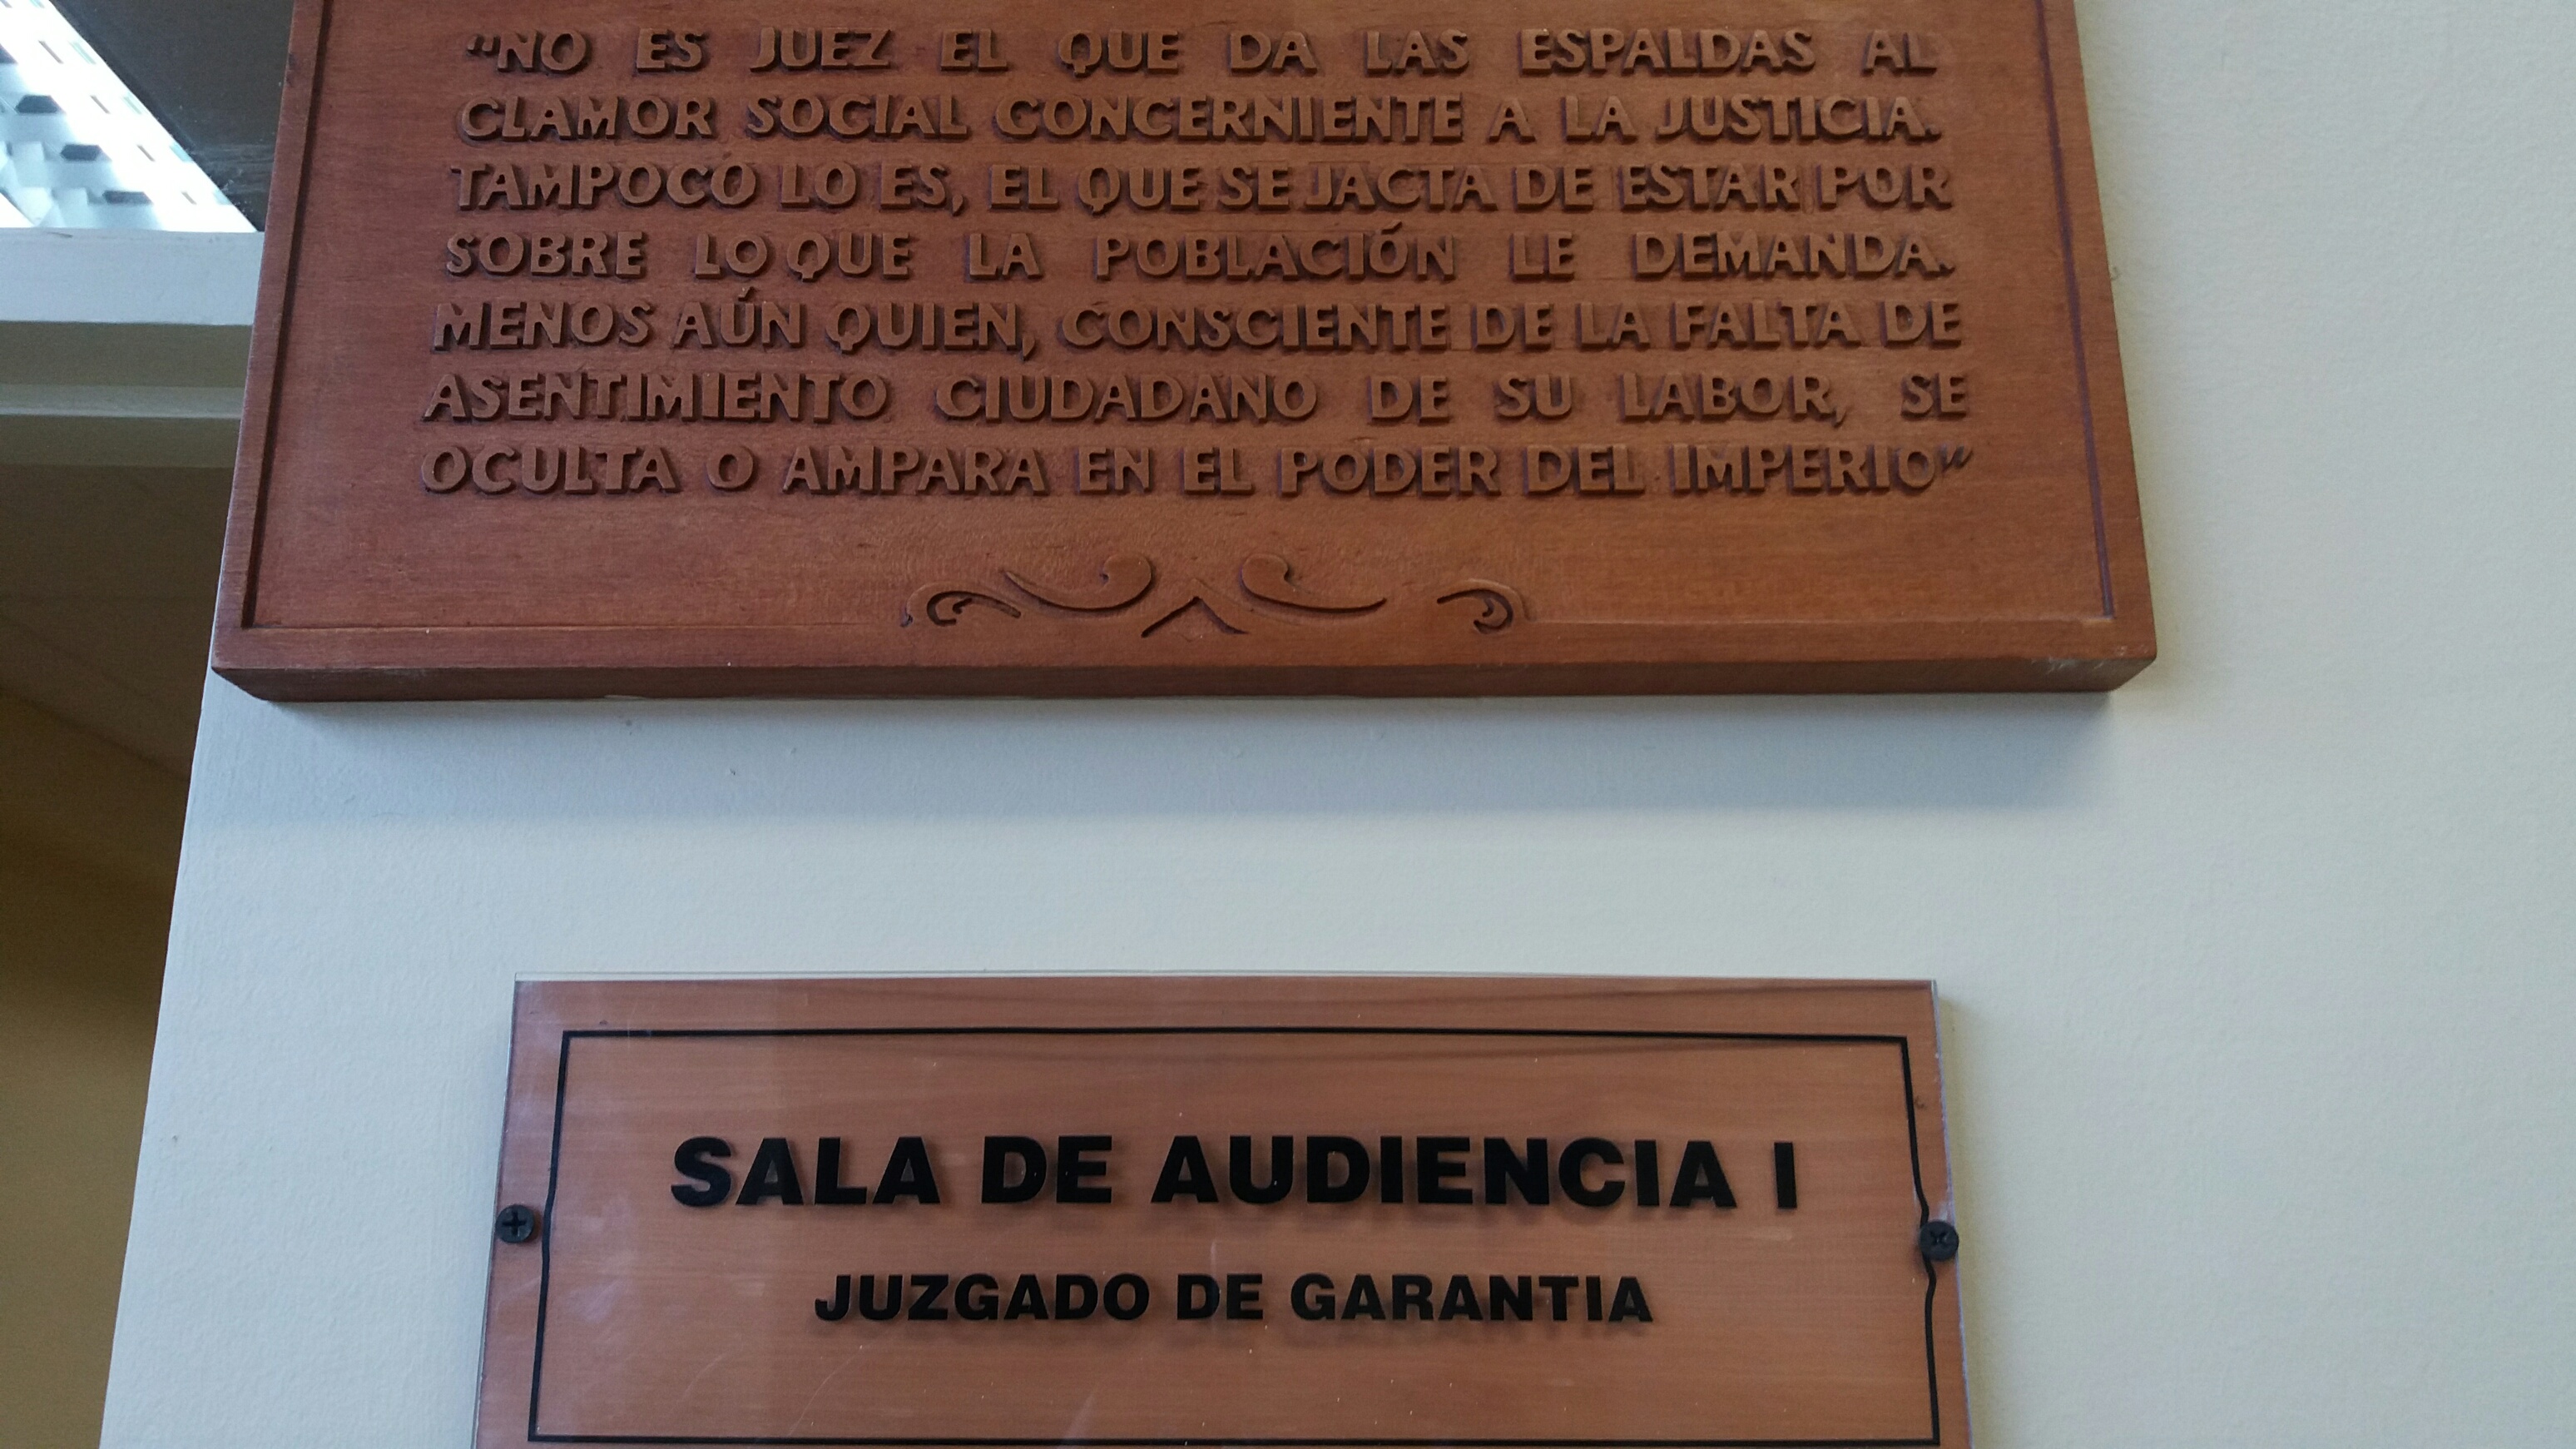 "NO ES JUEZ EL QUE DA LAS ESPALDAS AL
CLAMOR SOCIAL CONCERNIENTE A LA JUSTICIA.
TAMPOCO LO ES, EL QUE SE JACTA DE ESTAR POR
SOBRE LO QUE LA POBLACIÓN LE DEMANDA.
MENOS AÚN QUIEN, CONSCIENTE DE LA FALTA DE
ASENTIMIENTO CIUDADANO DE SU LABOR, SE
OCULTA O AMPARA EN EL PODER DEL IMPERIO"
SALA DE AUDIENCIA I
JUZGADO DE GARANTIA